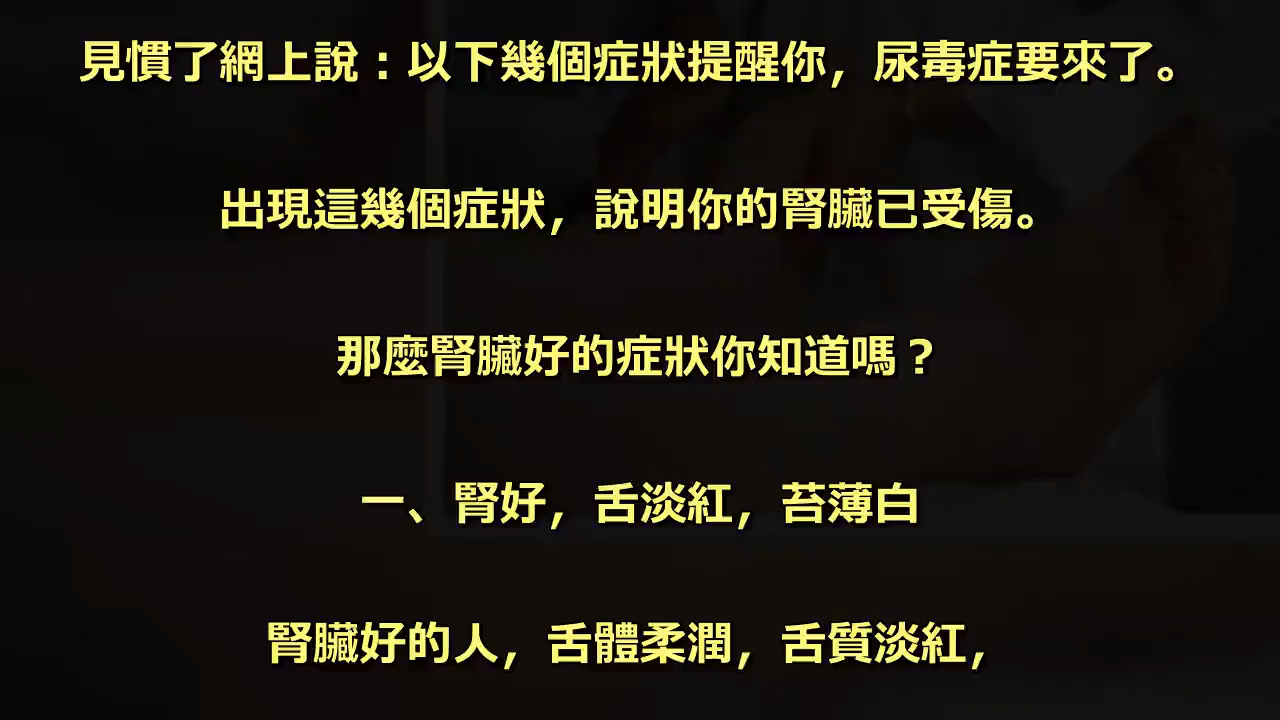 見慣了網上說：以下幾個症狀提醒你，尿毒症要來了。
出現這幾個症狀，說明你的腎臟已受傷。
那麼腎臟好的症狀你知道嗎？
一、腎好，舌淡紅，苔薄白
腎臟好的人，舌體柔潤，舌質淡紅，